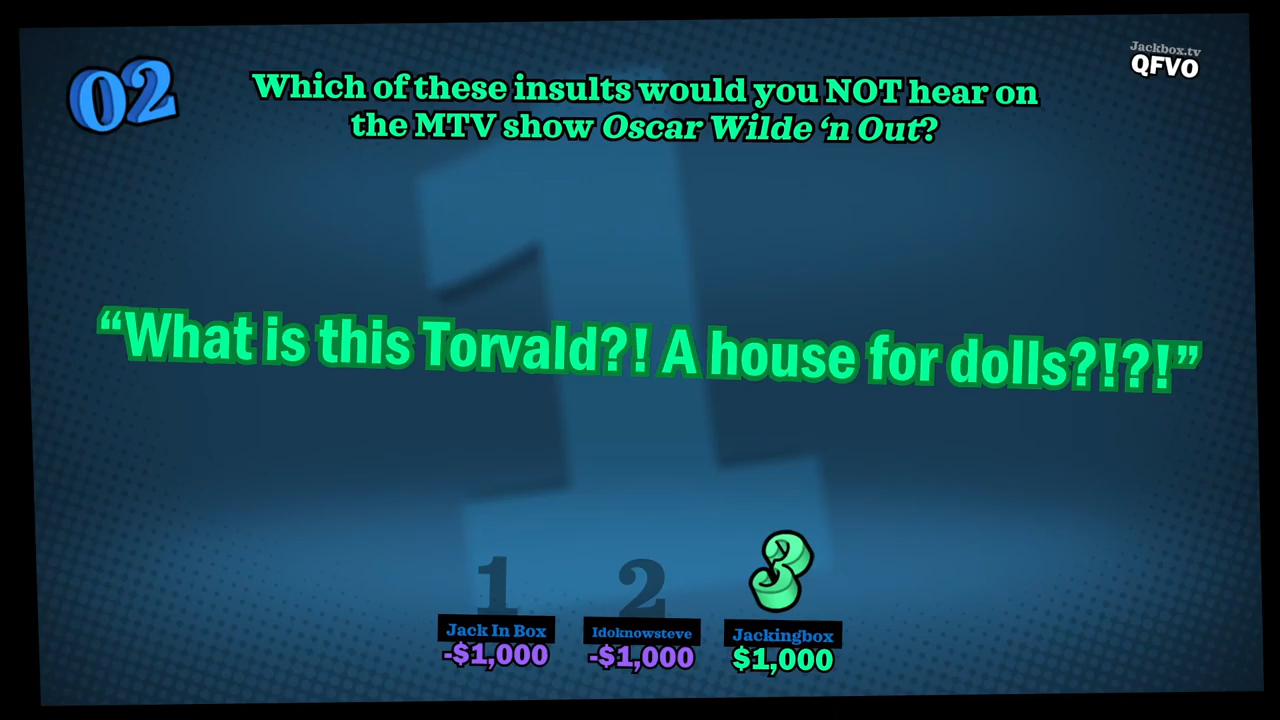 02
Which of these insults would you NOT hear on
the MTV show Oscar Wilde ‘n Out?
Jackbox.tv
QFVO
1
“What is this Torvald?! A house for dolls?!?!”
1
2
3
Jack In Box
Idoknowsteve
Jackingbox
-$1,000
-$1,000
$1,000